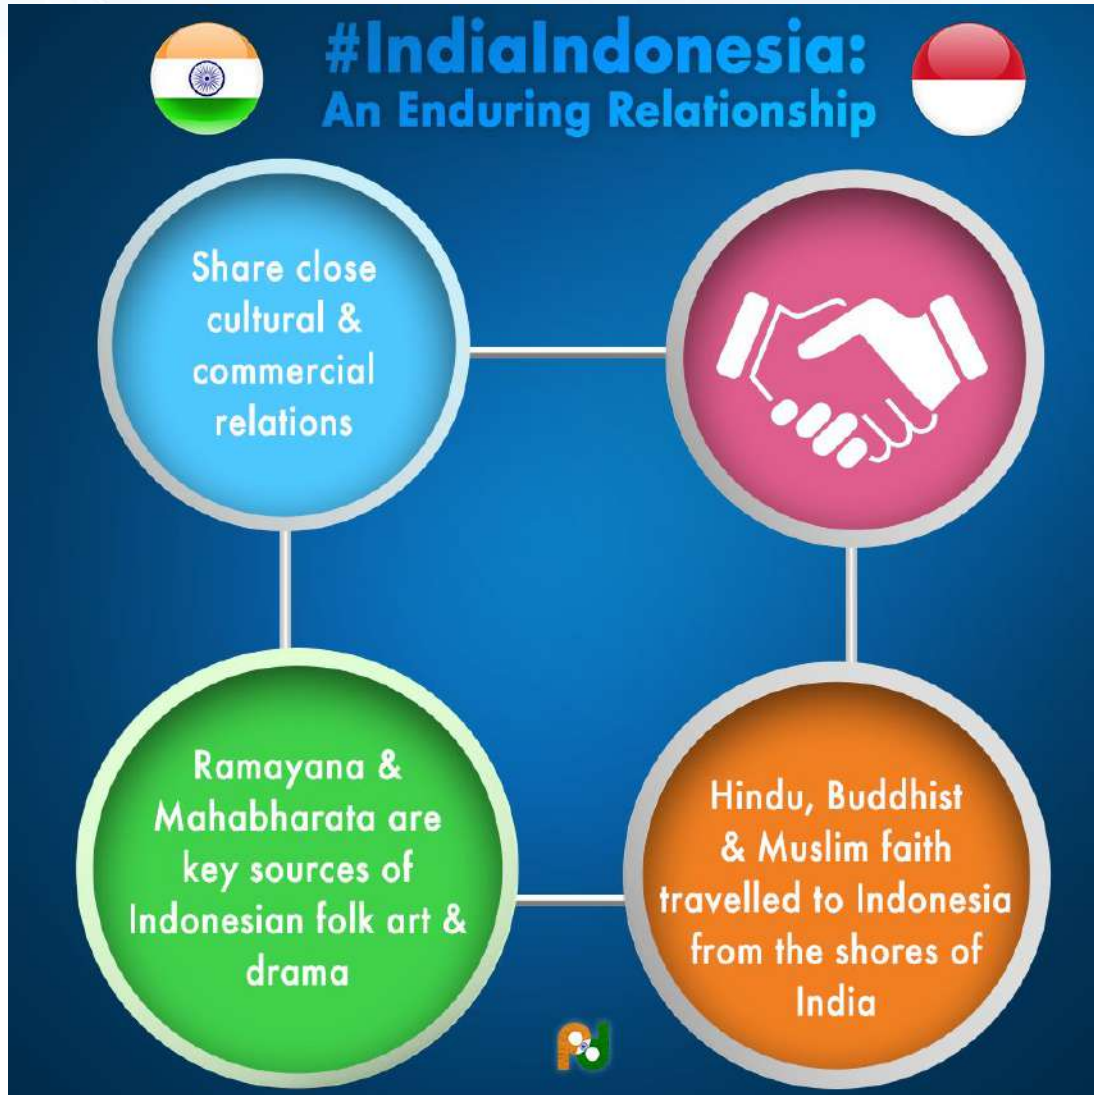 #IndiaIndonesia:
An Enduring Relationship
Share close
cultural &
commercial
relations
Ramayana &
Mahabharata are
key sources of
Indonesian folk art &
drama
Hindu, Buddhist
& Muslim faith
travelled to Indonesia
from the shores of
India